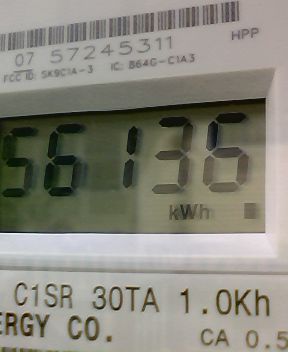 07 57245311
HPP
FCC ID: SK9C1A-3 IC: 864G-C1A3
56136
kWh
C1SR 30TA 1.0Kh
ERGY CO.
CA 0.5